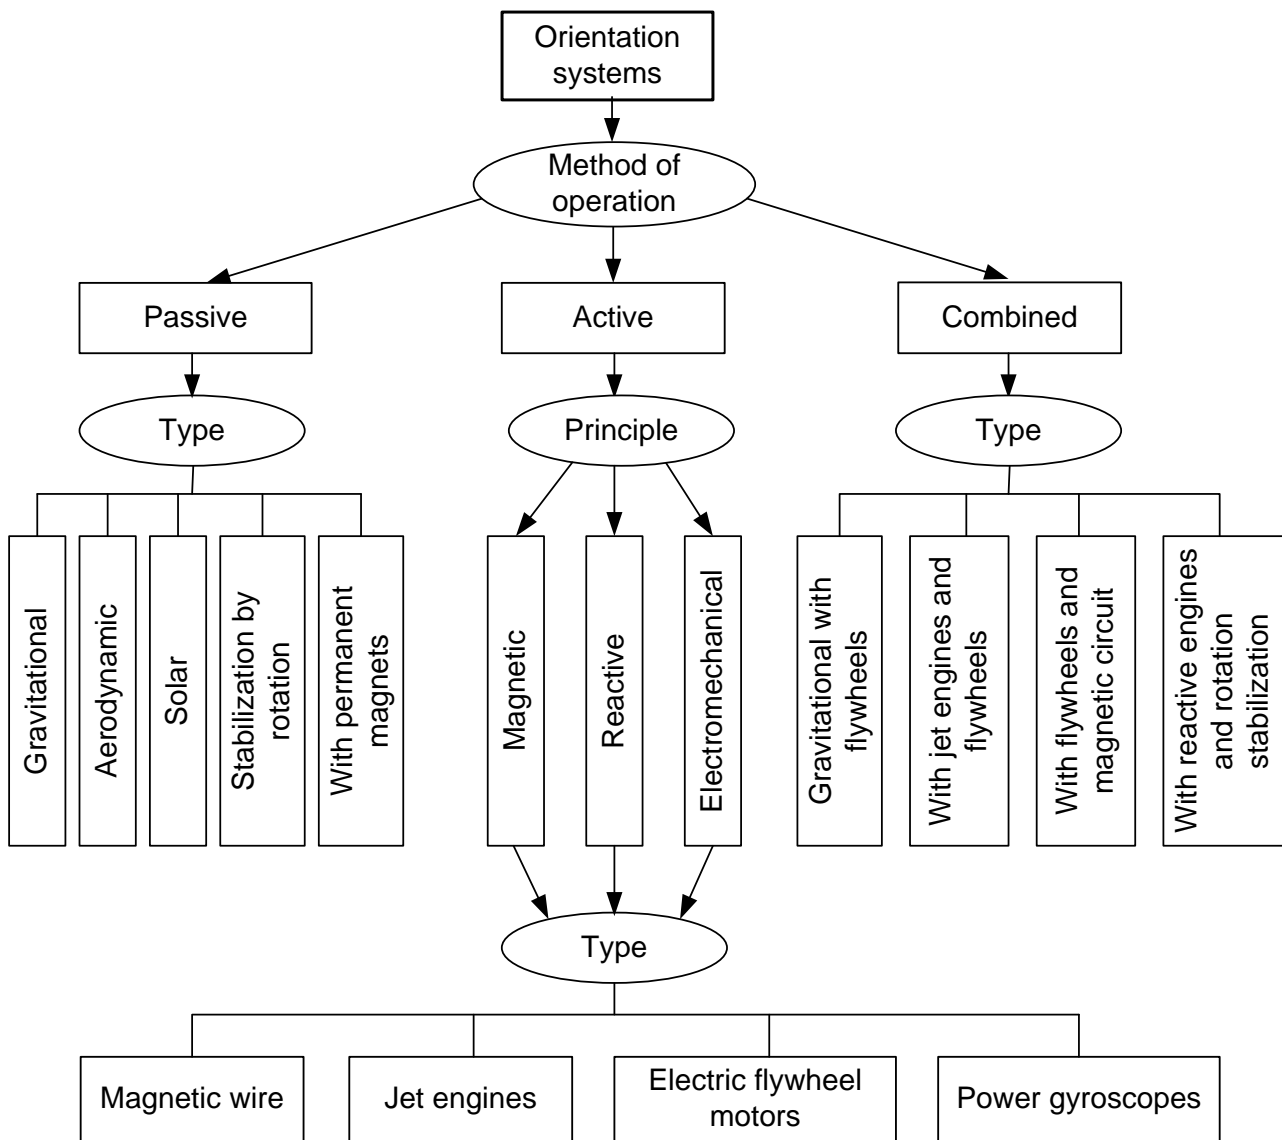 Orientation
systems
Method of
operation
Passive
Active
Combined
Type
Principle
Type
Gravitational
Aerodynamic
Solar
Stabilization by
rotation
With permanent
magnets
Magnetic
Reactive
Electromechanical
Gravitational with
flywheels
With jet engines and
flywheels
With flywheels and
magnetic circuit
With reactive engines
and rotation
stabilization
Type
Magnetic wire
Jet engines
Electric flywheel
motors
Power gyroscopes